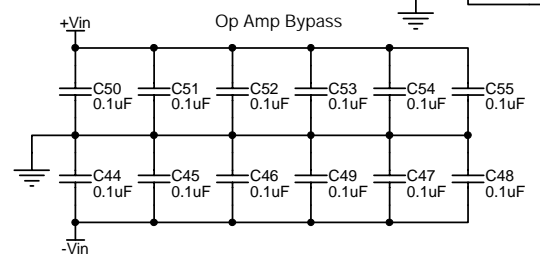 Op Amp Bypass
+Vin
C50 C51 C52 C53 C54 C55
0.1uF 0.1uF 0.1uF 0.1uF 0.1uF 0.1uF
C44 C45 C46 C49 C47 C48
0.1uF 0.1uF 0.1uF 0.1uF 0.1uF 0.1uF
-Vin